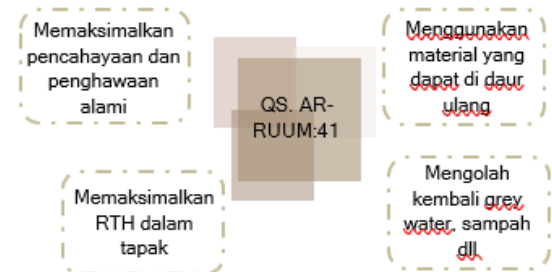 Memaksimalkan
pencahayaan dan
penghawaan
alami
Menggunakan
material yang
dapat di daur
ulang
QS. AR-
RUUM:41
Memaksimalkan
RTH dalam
tapak
Mengolah
kembali grey
water, sampah
dll